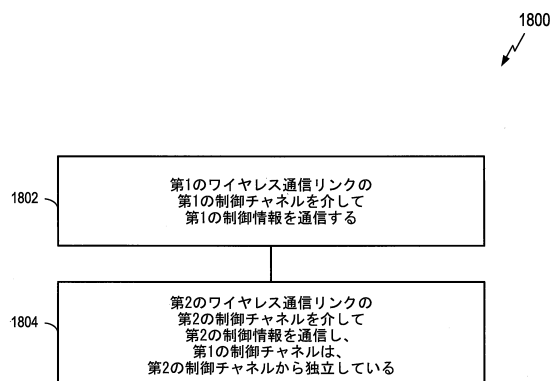 1800
1802
第1のワイヤレス通信リンクの
第1の制御チャネルを介して
第1の制御情報を通信する
1804
第2のワイヤレス通信リンクの
第2の制御チャネルを介して
第2の制御情報を通信し、
第1の制御チャネルは、
第2の制御チャネルから独立している